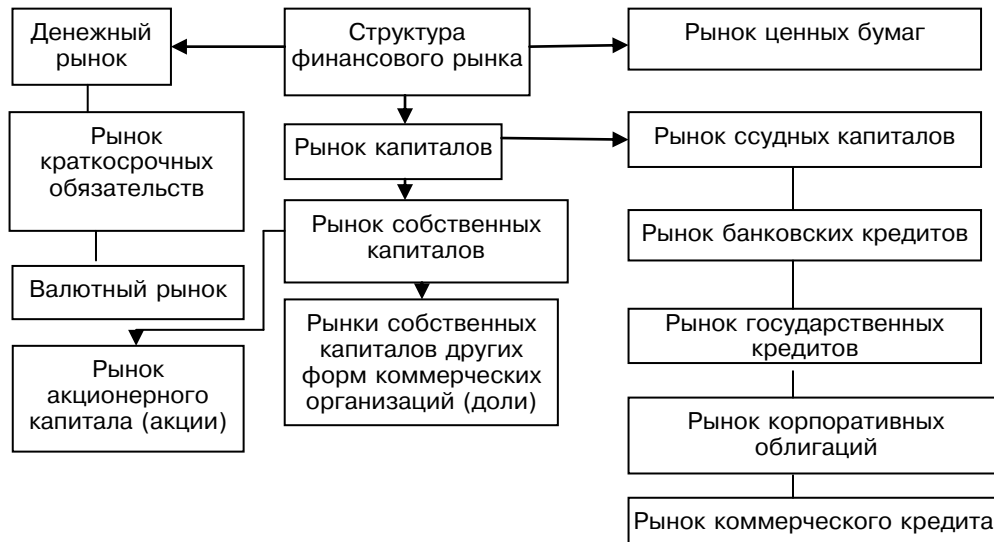 Денежный
рынок
Структура
финансового рынка
Рынок ценных бумаг
Рынок
краткосрочных
обязательств
Рынок капиталов
Рынок ссудных капиталов
Рынок собственных
капиталов
Рынок банковских кредитов
Валютный рынок
Рынки собственных
капиталов других
форм коммерческих
организаций (доли)
Рынок государственных
кредитов
Рынок
акционерного
капитала (акции)
Рынок корпоративных
облигаций
Рынок коммерческого кредита